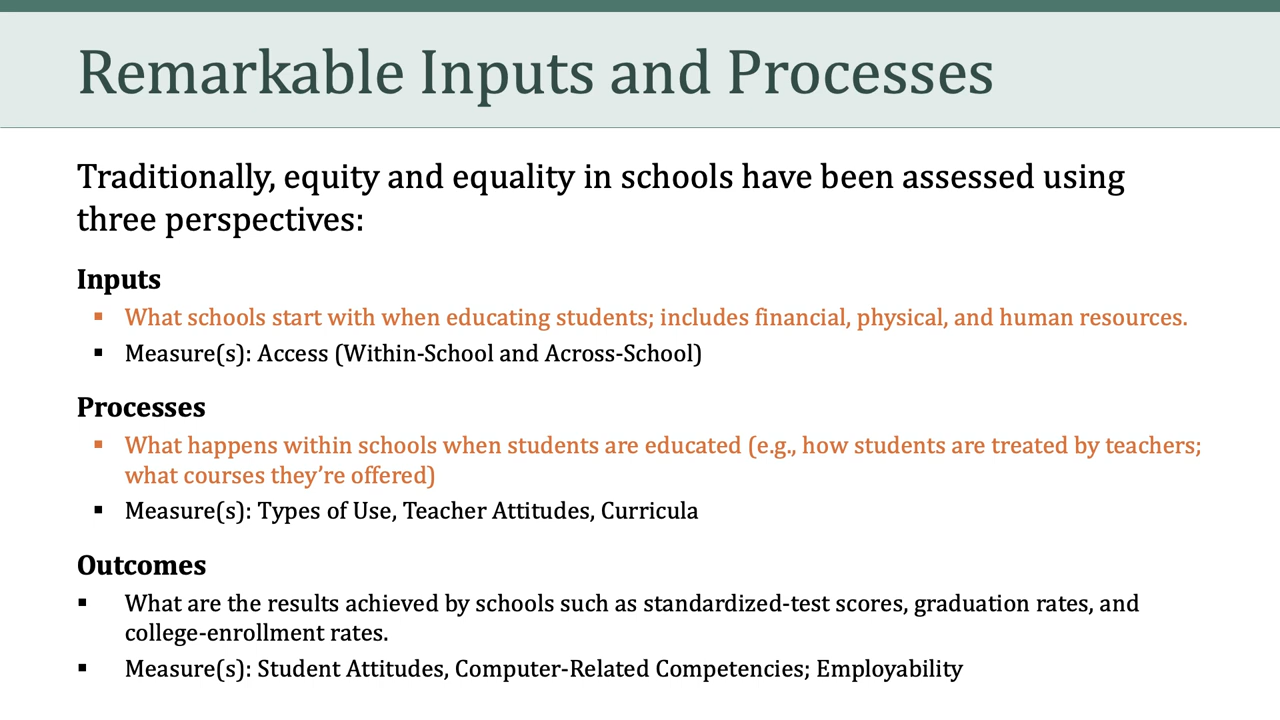 Remarkable Inputs and Processes
Traditionally, equity and equality in schools have been assessed using
three perspectives:
Inputs
▪ What schools start with when educating students; includes financial, physical, and human resources.
▪ Measure(s): Access (Within-School and Across-School)
Processes
▪ What happens within schools when students are educated (e.g., how students are treated by teachers;
what courses they’re offered)
▪ Measure(s): Types of Use, Teacher Attitudes, Curricula
Outcomes
▪ What are the results achieved by schools such as standardized-test scores, graduation rates, and
college-enrollment rates.
▪ Measure(s): Student Attitudes, Computer-Related Competencies; Employability